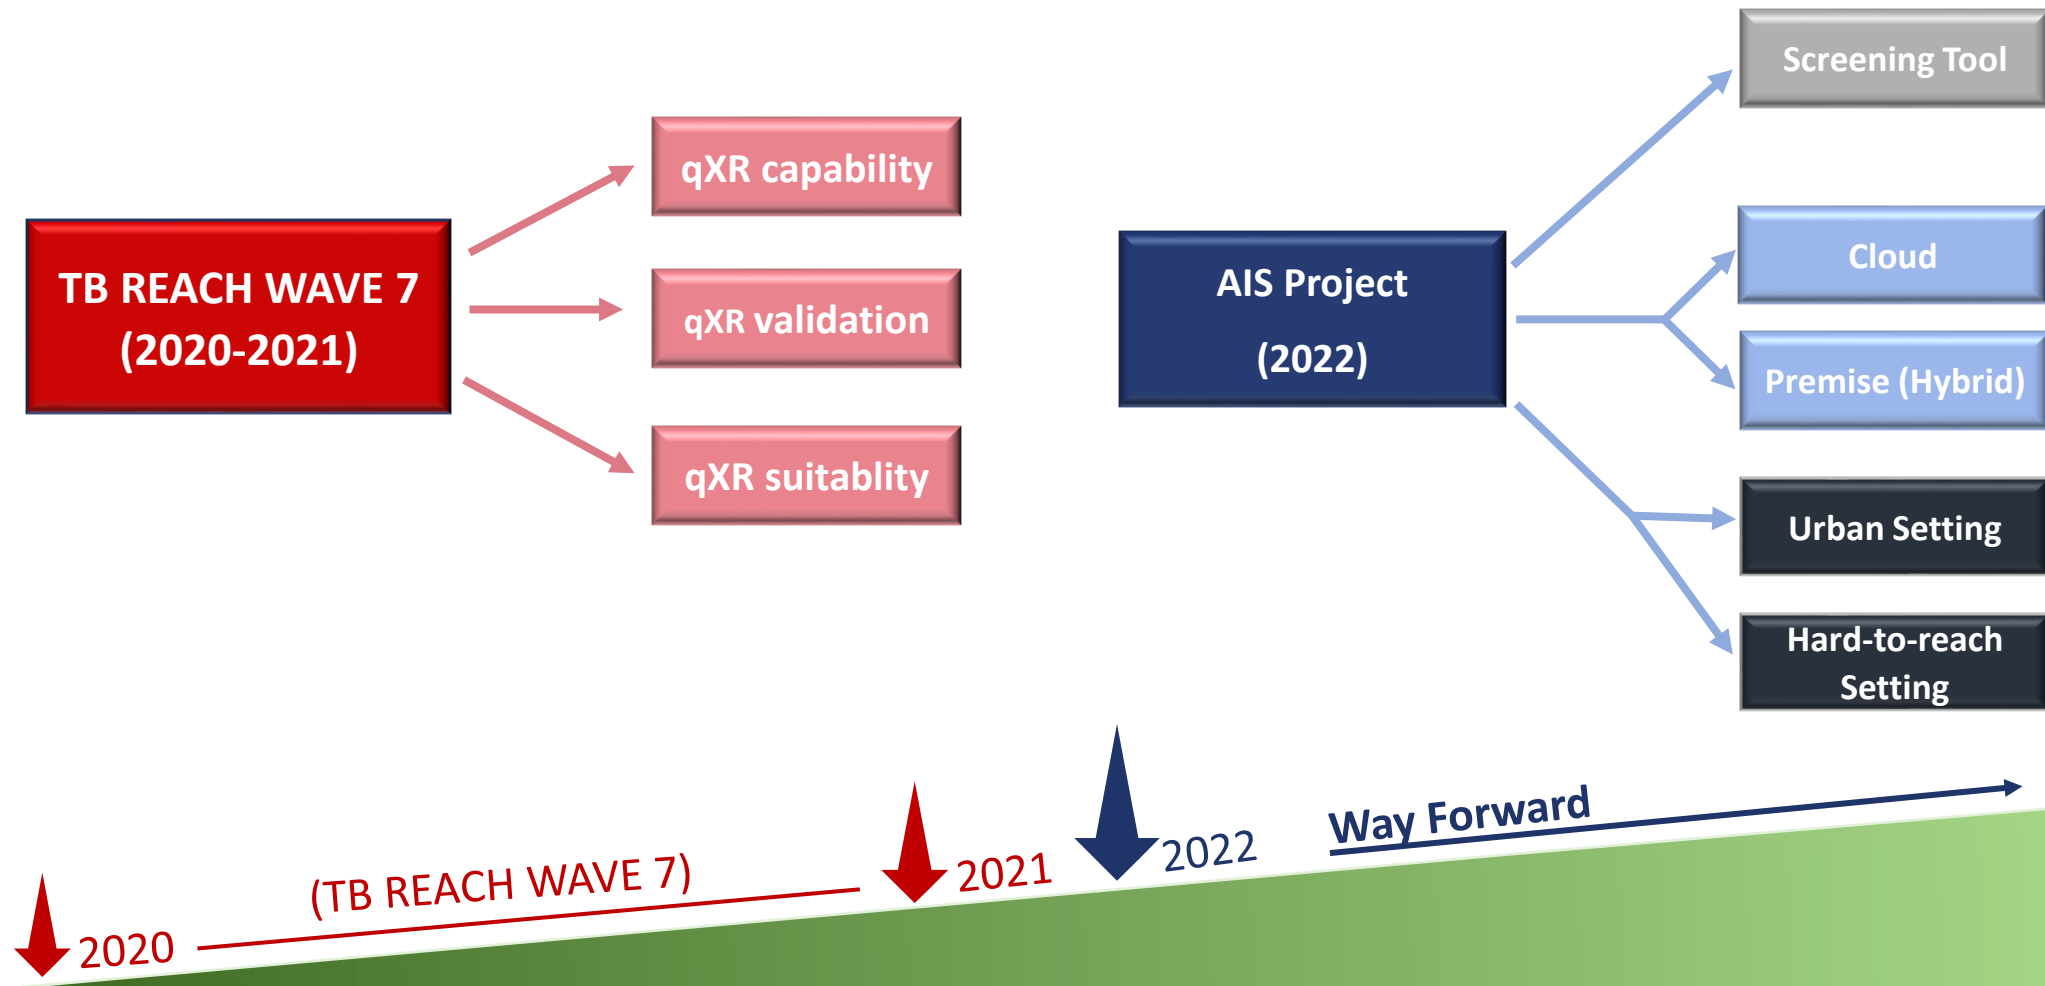 TB REACH WAVE 7
(2020-2021)
qXR capability
qXR validation
qXR suitablity
AIS Project
(2022)
Screening Tool
Cloud
Premise (Hybrid)
Urban Setting
Hard-to-reach
Setting
2020
(TB REACH WAVE 7)
2021
2022
Way Forward